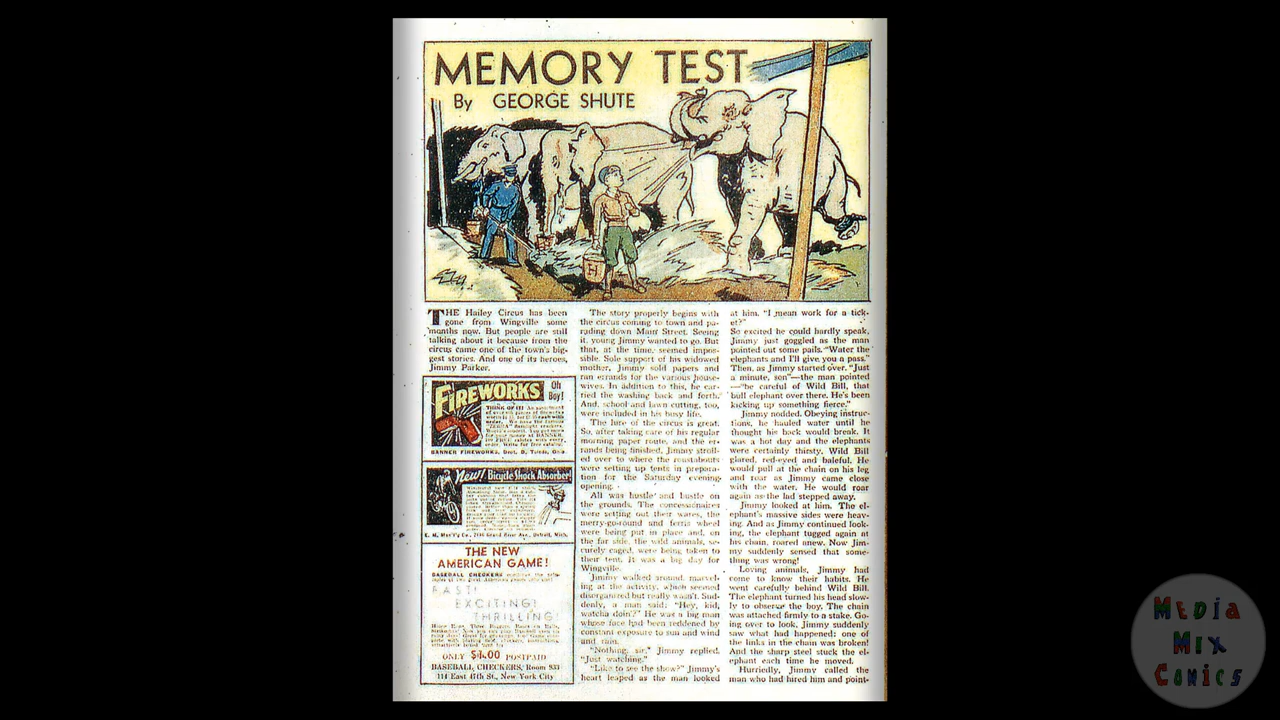 MEMORY TEST
By GEORGE SHUTE
H
THE Hailey Circus has been
gone from Wingville some
months now. But people are still
talking about it because from the
circus came one of the town's big-
gest stories. And one of its heroes,
Jimmy Parker.
FIREWORKS
Oh
Boy!
THINK OF IT!
BANNER FIREWORKS, Dept. D, Toledo, Ohio
New! Bicycle Shock Absorber
E. H. Man'f'g Co., Grand River Ave., Detroit, Mich.
THE NEW
AMERICAN GAME!
BASEBALL CHECKERS
FAST!
EXCITING!
THRILLING!
ONLY $1.00 POSTPAID
BASEBALL CHECKERS, Room 933
114 East 47th St., New York City
The story properly begins with
the circus coming to town and pa-
rading down Main Street. Seeing
it, young Jimmy wanted to go. But
that, at the time, seemed impos-
sible. Sole support of his widowed
mother, Jimmy sold papers and
ran errands for the various house-
wives. In addition to this, he car-
ried the washing back and forth.
And, school and lawn cutting, too,
were included in his busy life.
The lure of the circus is great.
So, after taking care of his regular
morning paper route, and the er-
rands being finished, Jimmy stroll-
ed over to where the roustabouts
were setting up tents in prepara-
tion for the Saturday evening
opening.
All was hustle and bustle on
the grounds. The concessionaires
were setting out their wares, the
merry-go-round and ferris wheel
were being put in place and, on
the far side, the wild animals, se-
curely caged, were being taken to
their tent. It was a big day for
Wingville.
Jimmy walked around, marvel-
ing at the activity, which seemed
disorganized but really wasn't. Sud-
denly, a man said: "Hey, kid,
watcha doin'?" He was a big man
whose face had been reddened by
constant exposure to sun and wind
and rain.
"Nothing, sir," Jimmy replied.
"Just watching."
"Like to see the show?" Jimmy's
heart leaped as the man looked
at him. "I mean work for a tick-
et?"
So excited he could hardly speak,
Jimmy just goggled as the man
pointed out some pails. "Water the
elephants and I'll give you a pass."
Then, as Jimmy started over. "Just
a minute, son"—the man pointed
—"be careful of Wild Bill, that
bull elephant over there. He's been
kicking up something fierce."
Jimmy nodded. Obeying instruc-
tions, he hauled water until he
thought his back would break. It
was a hot day and the elephants
were certainly thirsty. Wild Bill
glared, red-eyed and baleful. He
would pull at the chain on his leg
and roar as Jimmy came close
with the water. He would roar
again as the lad stepped away.
Jimmy looked at him. The el-
ephant's massive sides were heav-
ing. And as Jimmy continued look-
ing, the elephant tugged again at
his chain, roared anew. Now Jim-
my suddenly sensed that some-
thing was wrong!
Loving animals, Jimmy had
come to know their habits. He
went carefully behind Wild Bill.
The elephant turned his head slow-
ly to observe the boy. The chain
was attached firmly to a stake. Go-
ing over to look, Jimmy suddenly
saw what had happened: one of
the links in the chain was broken!
And the sharp steel stuck the el-
ephant each time he moved.
Hurriedly, Jimmy called the
man who had hired him and point-
MEDIA
MIX
COMICS